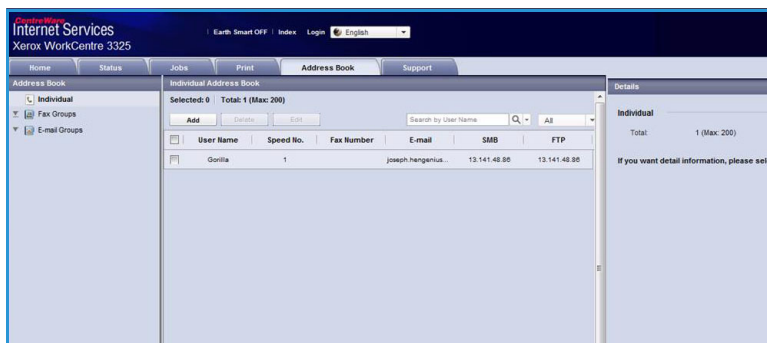 CentreWare
Internet Services
Xerox WorkCentre 3325
Earth Smart OFF | Index Login English
Home Status Jobs Print Address Book Support
Address Book
Individual
Fax Groups
E-mail Groups
Individual Address Book
Selected: 0 Total: 1 (Max: 200)
Add Delete Edit Search by User Name All
User Name Speed No. Fax Number E-mail SMB FTP
Gorilla 1 joseph.hengenius... 13.141.48.86 13.141.48.86
Details
Individual
Total: 1 (Max: 200)
If you want detail information, please sel